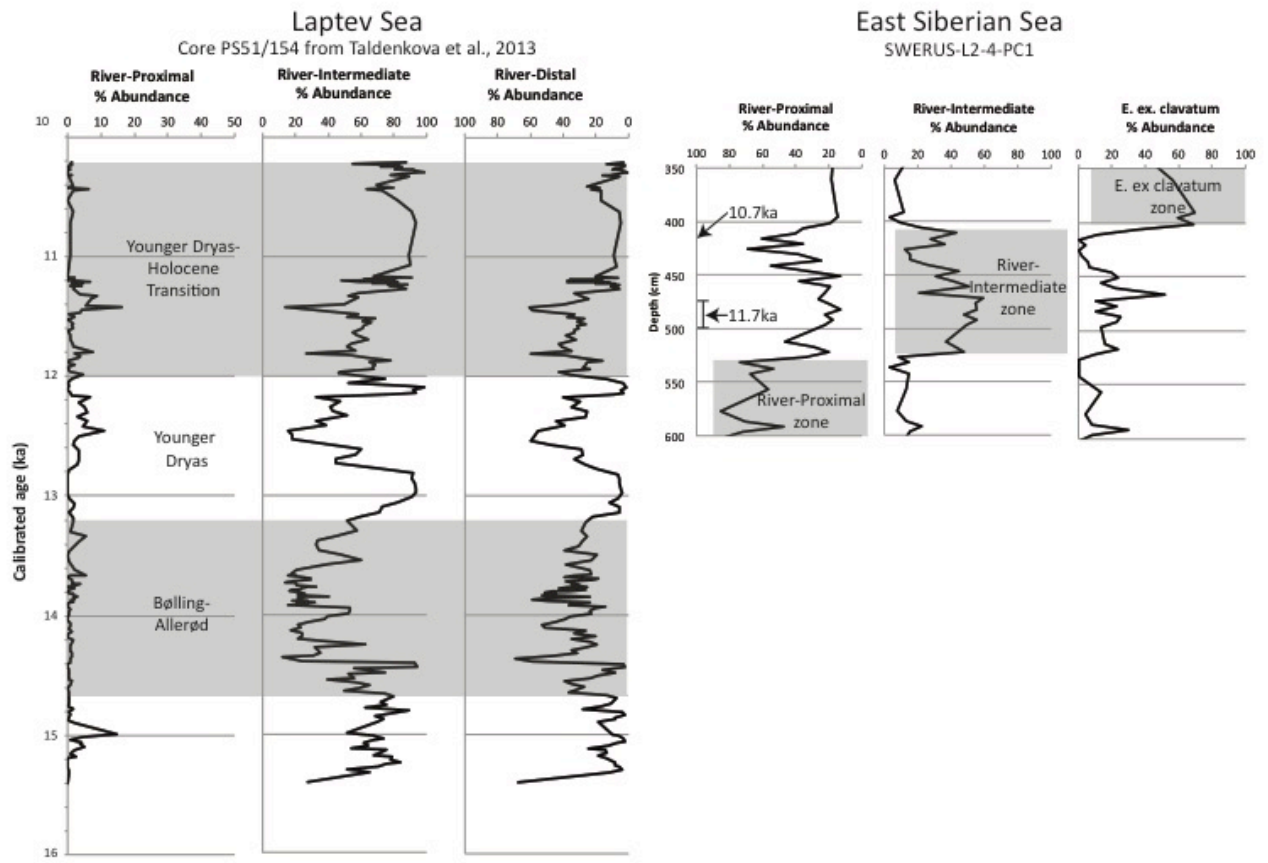 Laptev Sea
Core PS51/154 from Taldenkova et al., 2013
River-Proximal
% Abundance
River-Intermediate
% Abundance
River-Distal
% Abundance
10 0 10 20 30 40 50
0 20 40 60 80 100
100 80 60 40 20 0
Younger Dryas-
Holocene
Transition
11
12
Younger
Dryas
13
Bølling-
Allerød
14
15
16
Calibrated age (ka)
East Siberian Sea
SWERUS-L2-4-PC1
River-Proximal
% Abundance
River-Intermediate
% Abundance
E. ex. clavatum
% Abundance
100 80 60 40 20 0
0 20 40 60 80 100
0 20 40 60 80 100
350
400
450
500
550
600
Depth (cm)
10.7ka
11.7ka
River-Proximal
zone
River-
Intermediate
zone
E. ex clavatum
zone